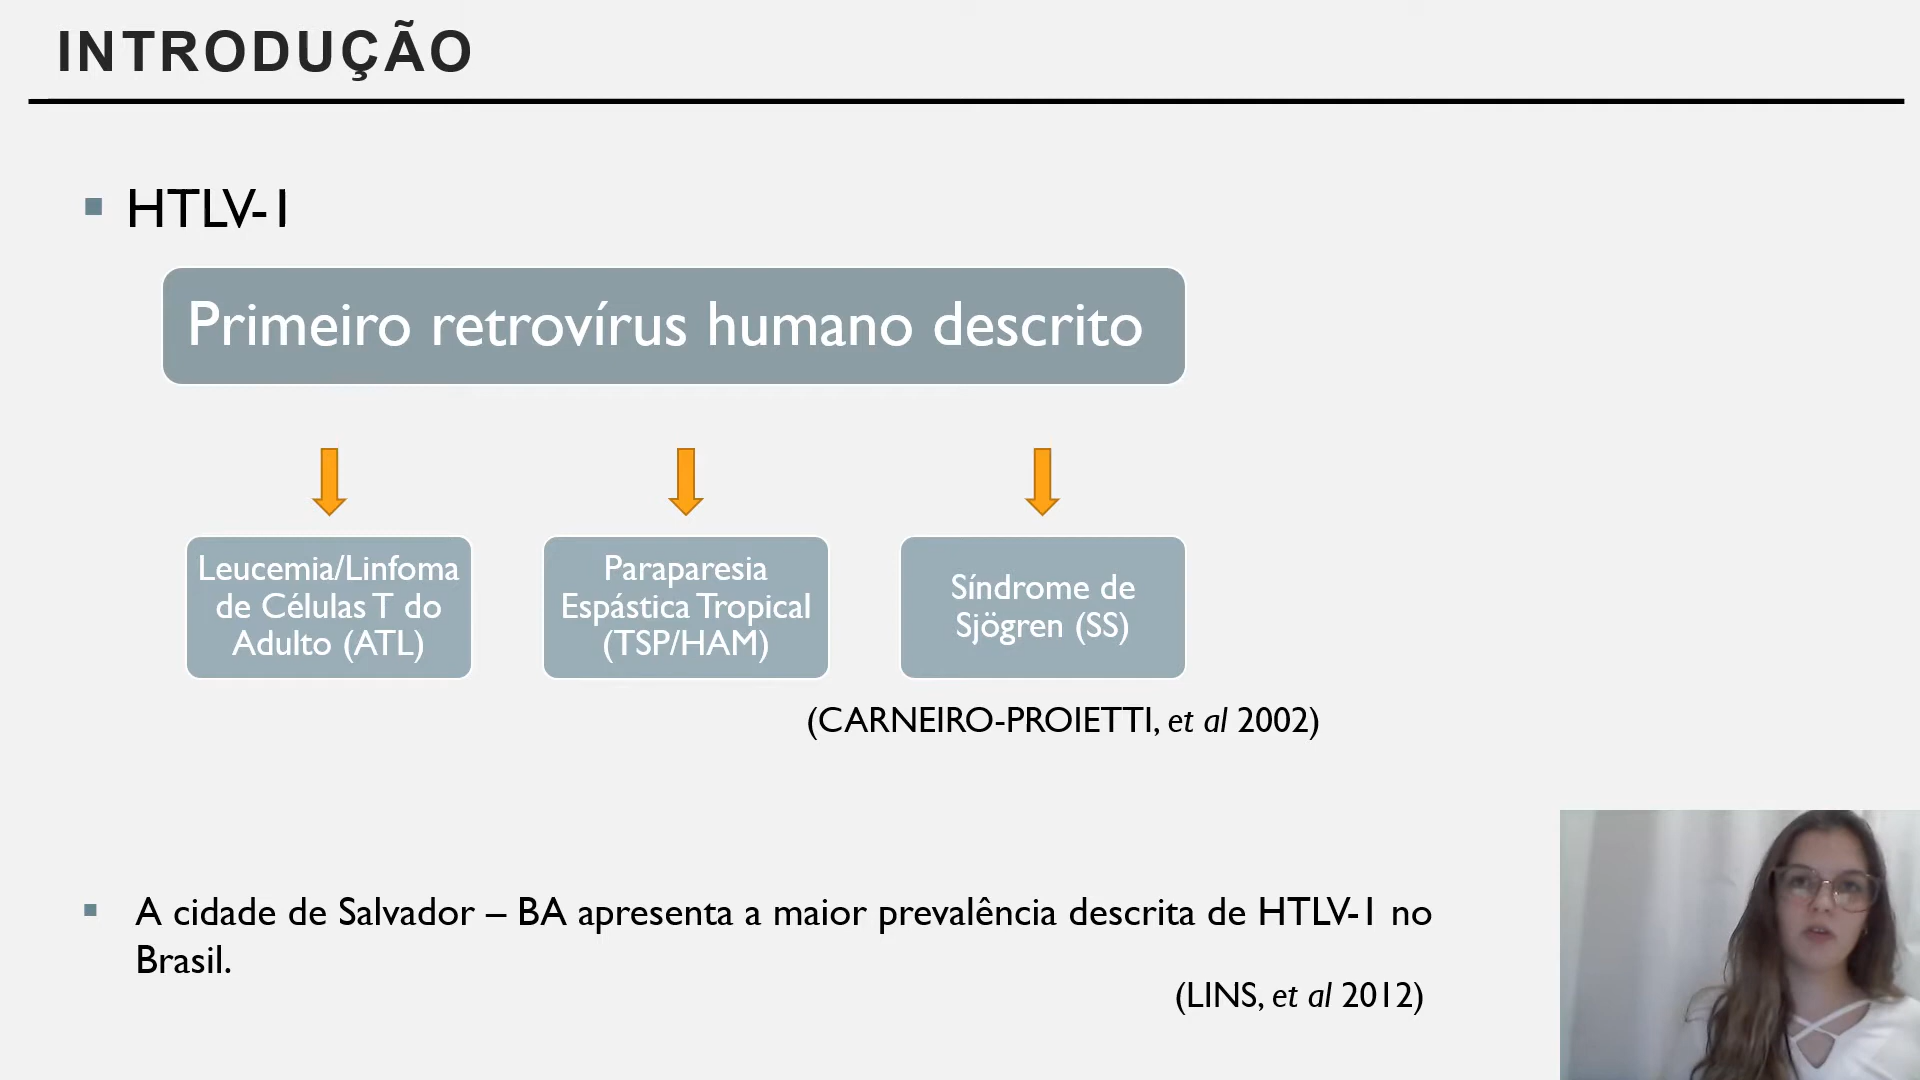 INTRODUÇÃO
HTLV-1
Primeiro retrovírus humano descrito
Leucemia/Linfoma
de Células T do
Adulto (ATL)
Paraparesia
Espástica Tropical
(TSP/HAM)
Síndrome de
Sjögren (SS)
(CARNEIRO-PROIETTI, et al 2002)
A cidade de Salvador – BA apresenta a maior prevalência descrita de HTLV-1 no
Brasil.
(LINS, et al 2012)